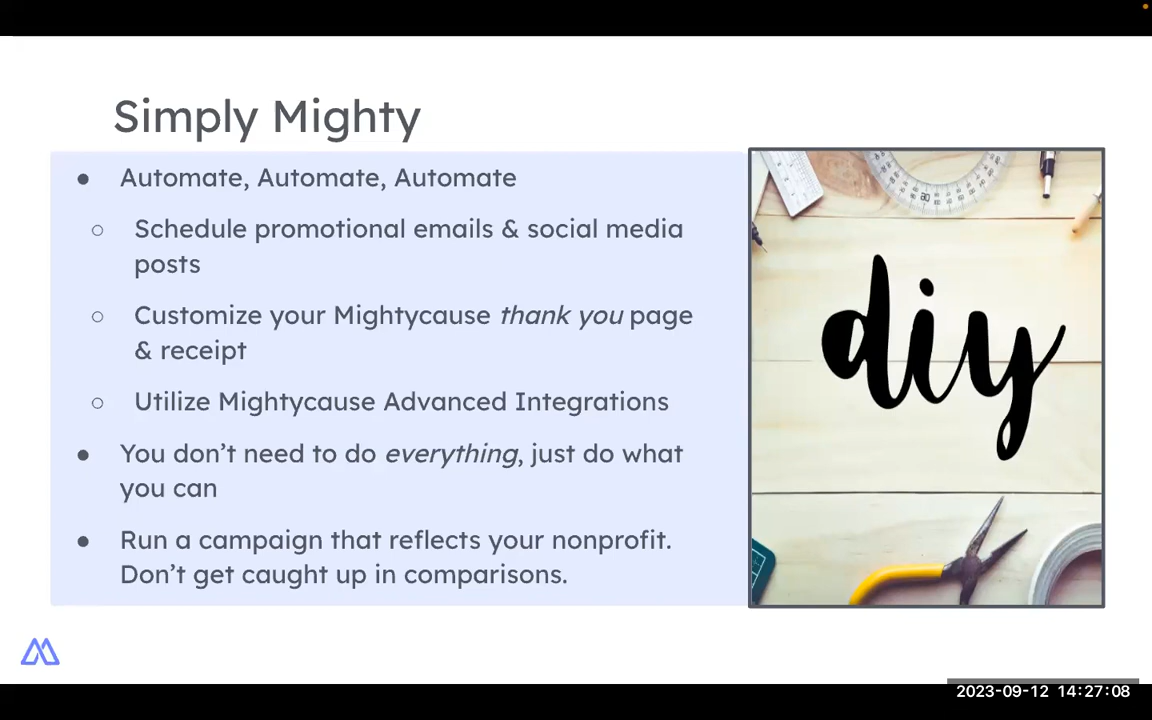 Simply Mighty
● Automate, Automate, Automate
○ Schedule promotional emails & social media
posts
○ Customize your Mightycause thank you page
& receipt
○ Utilize Mightycause Advanced Integrations
● You don’t need to do everything, just do what
you can
● Run a campaign that reflects your nonprofit.
Don’t get caught up in comparisons.
diy
2023-09-12 14:27:08